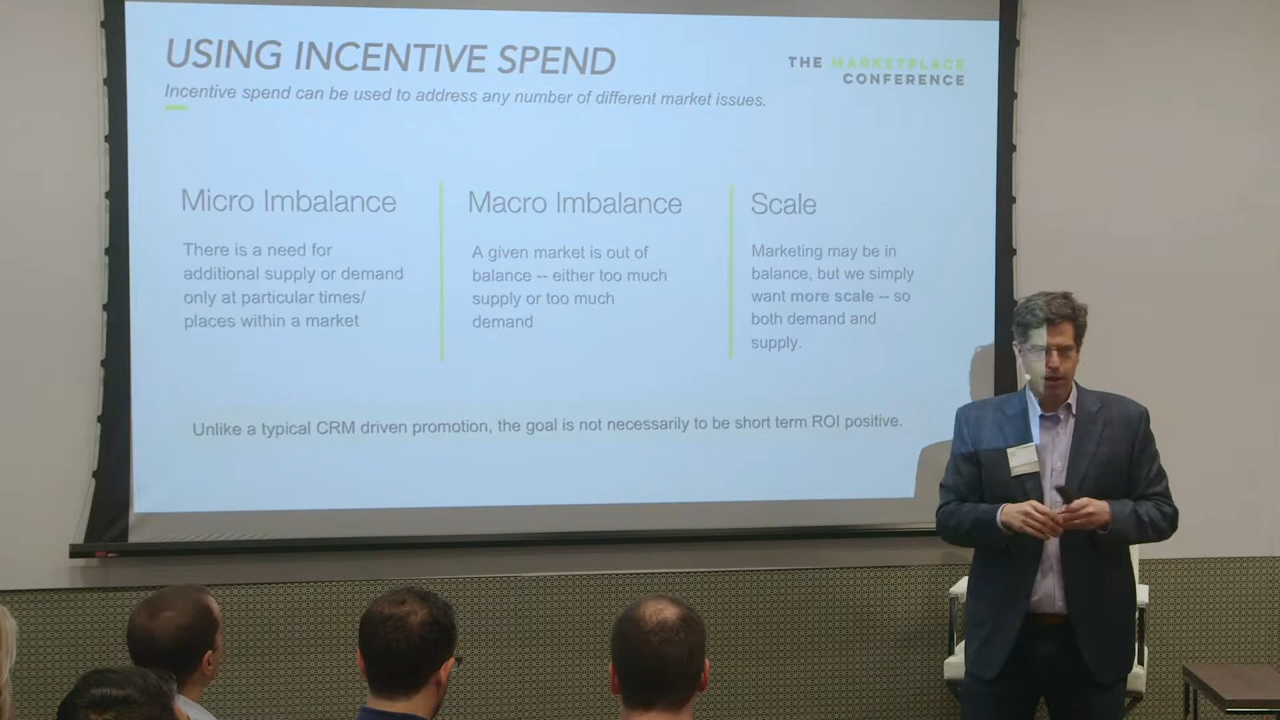 USING INCENTIVE SPEND
Incentive spend can be used to address any number of different market issues.
THE MARKETPLACE
CONFERENCE
Micro Imbalance
There is a need for
additional supply or demand
only at particular times/
places within a market
Macro Imbalance
A given market is out of
balance -- either too much
supply or too much
demand
Scale
Marketing may be in
balance, but we simply
want more scale -- so
both demand and
supply.
Unlike a typical CRM driven promotion, the goal is not necessarily to be short term ROI positive.